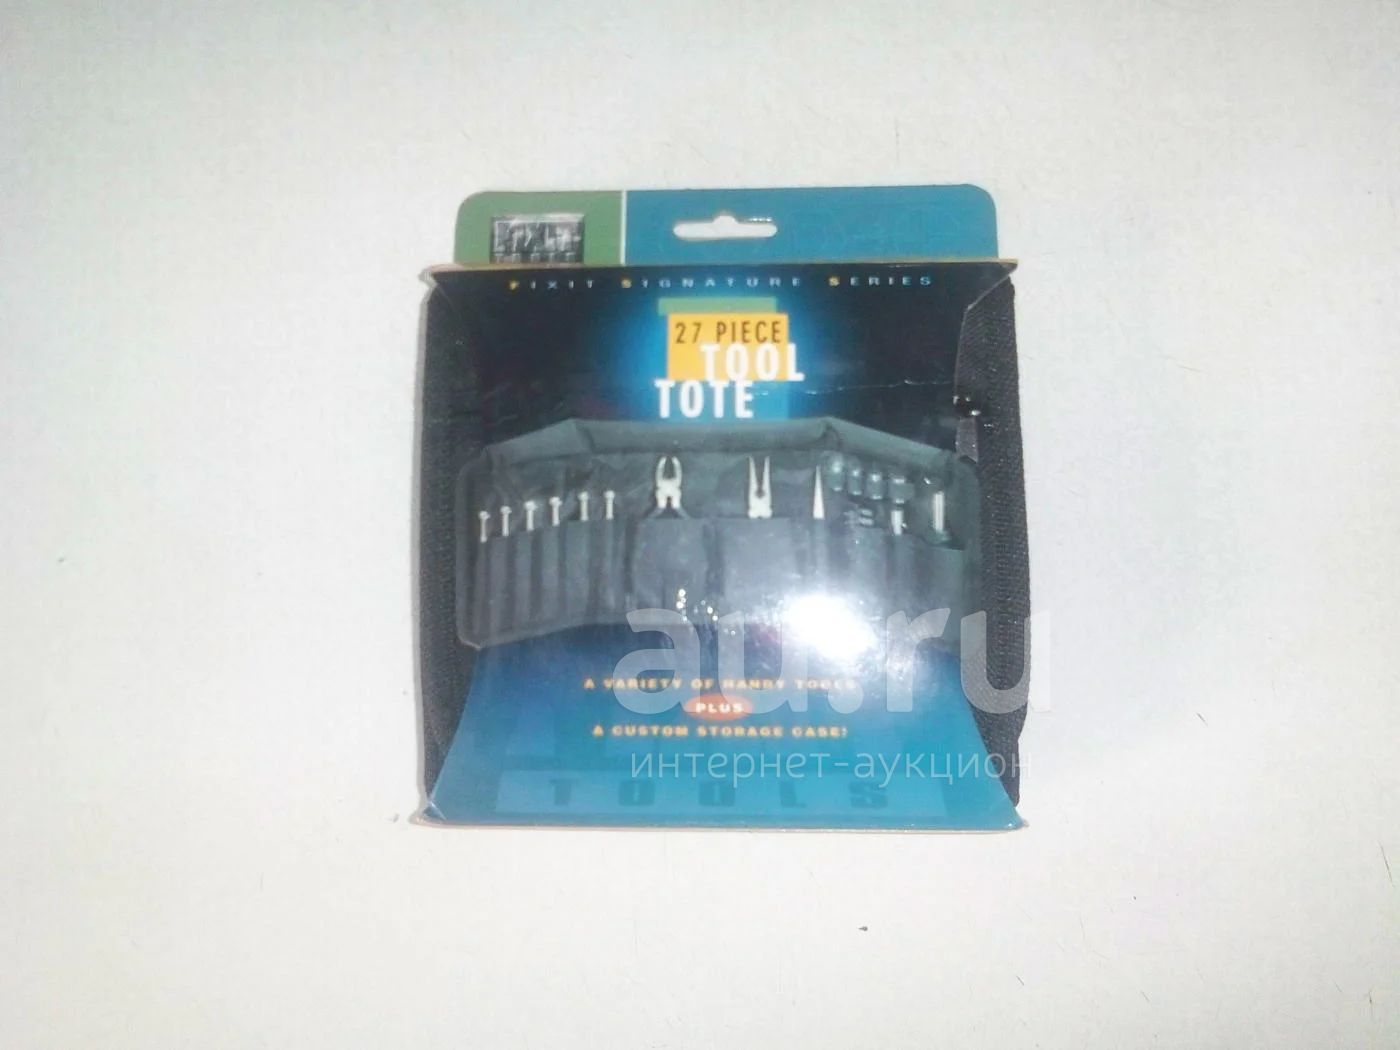 FIXIT SIGNATURE SERIES
27 PIECE
TOOL
TOTE
A VARIETY OF HANDY TOOLS
PLUS
A CUSTOM STORAGE CASE!
TOOLS
au.ru
интернет-аукцион